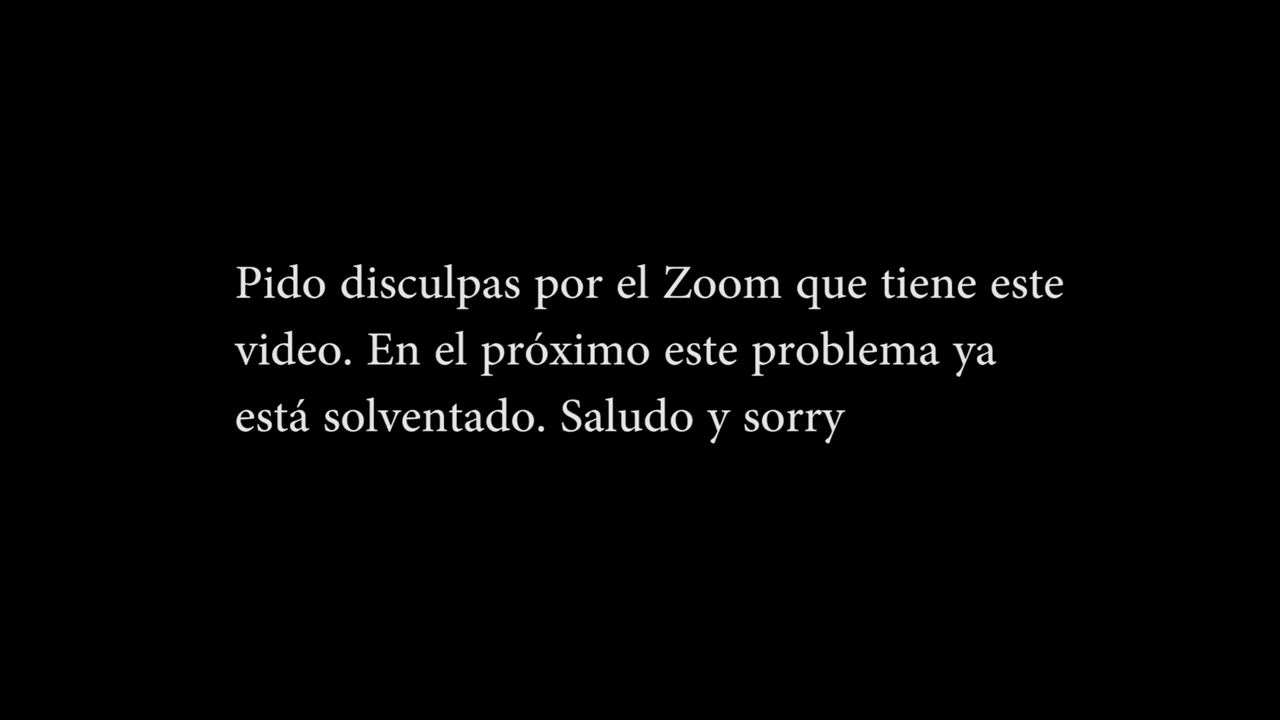 Pido disculpas por el Zoom que tiene este
video. En el próximo este problema ya
está solventado. Saludo y sorry